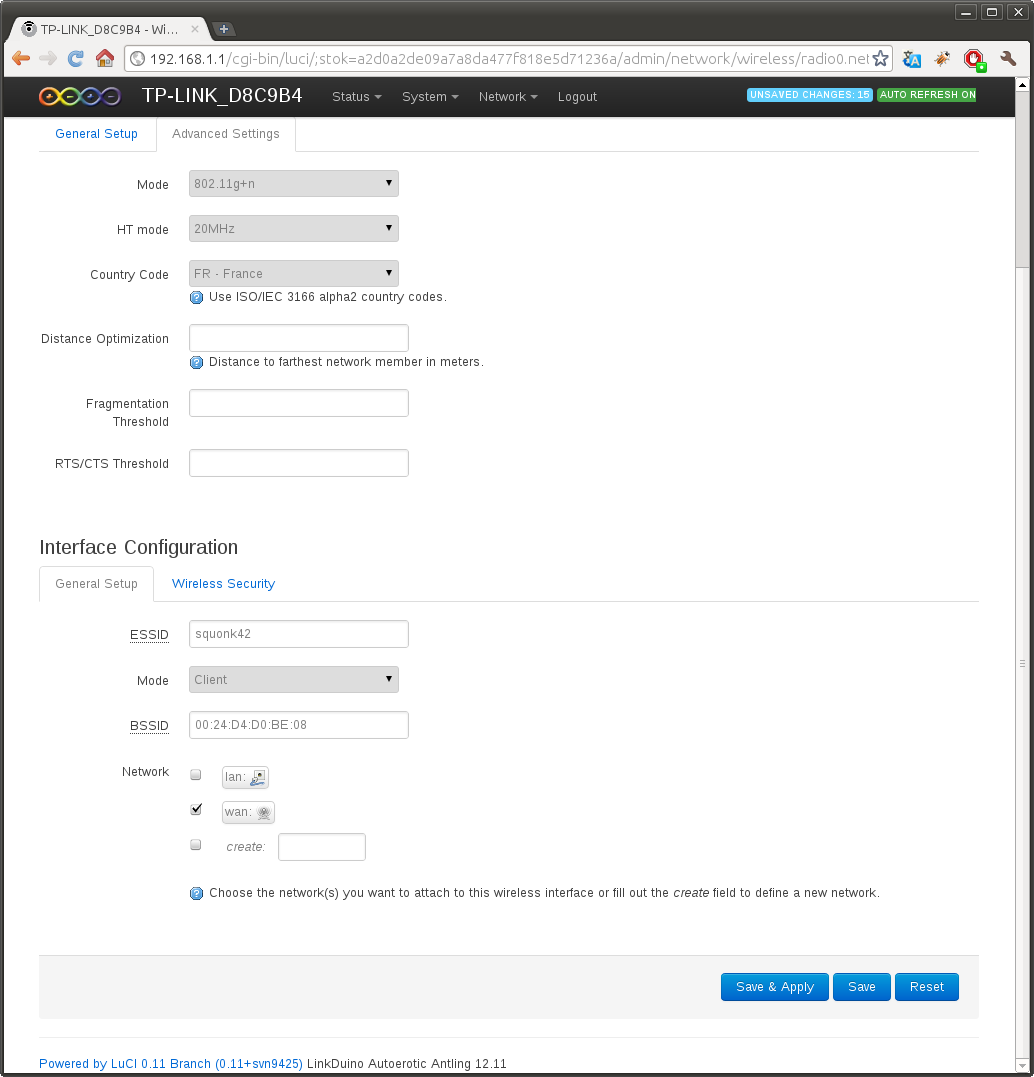 TP-LINK_D8C9B4 - Wi...
192.168.1.1/cgi-bin/luci/;stok=a2d0a2de09a7a8da477f818e5d71236a/admin/network/wireless/radio0.net
TP-LINK_D8C9B4 Status System Network Logout UNSAVED CHANGES: 15 AUTO REFRESH ON
General Setup Advanced Settings
Mode 802.11g+n
HT mode 20MHz
Country Code FR - France
Use ISO/IEC 3166 alpha2 country codes.
Distance Optimization
Distance to farthest network member in meters.
Fragmentation
Threshold
RTS/CTS Threshold
Interface Configuration
General Setup Wireless Security
ESSID squonk42
Mode Client
BSSID 00:24:D4:D0:BE:08
Network lan:
wan:
create:
Choose the network(s) you want to attach to this wireless interface or fill out the create field to define a new network.
Save & Apply Save Reset
Powered by LuCI 0.11 Branch (0.11+svn9425) LinkDuino Autoerotic Antling 12.11